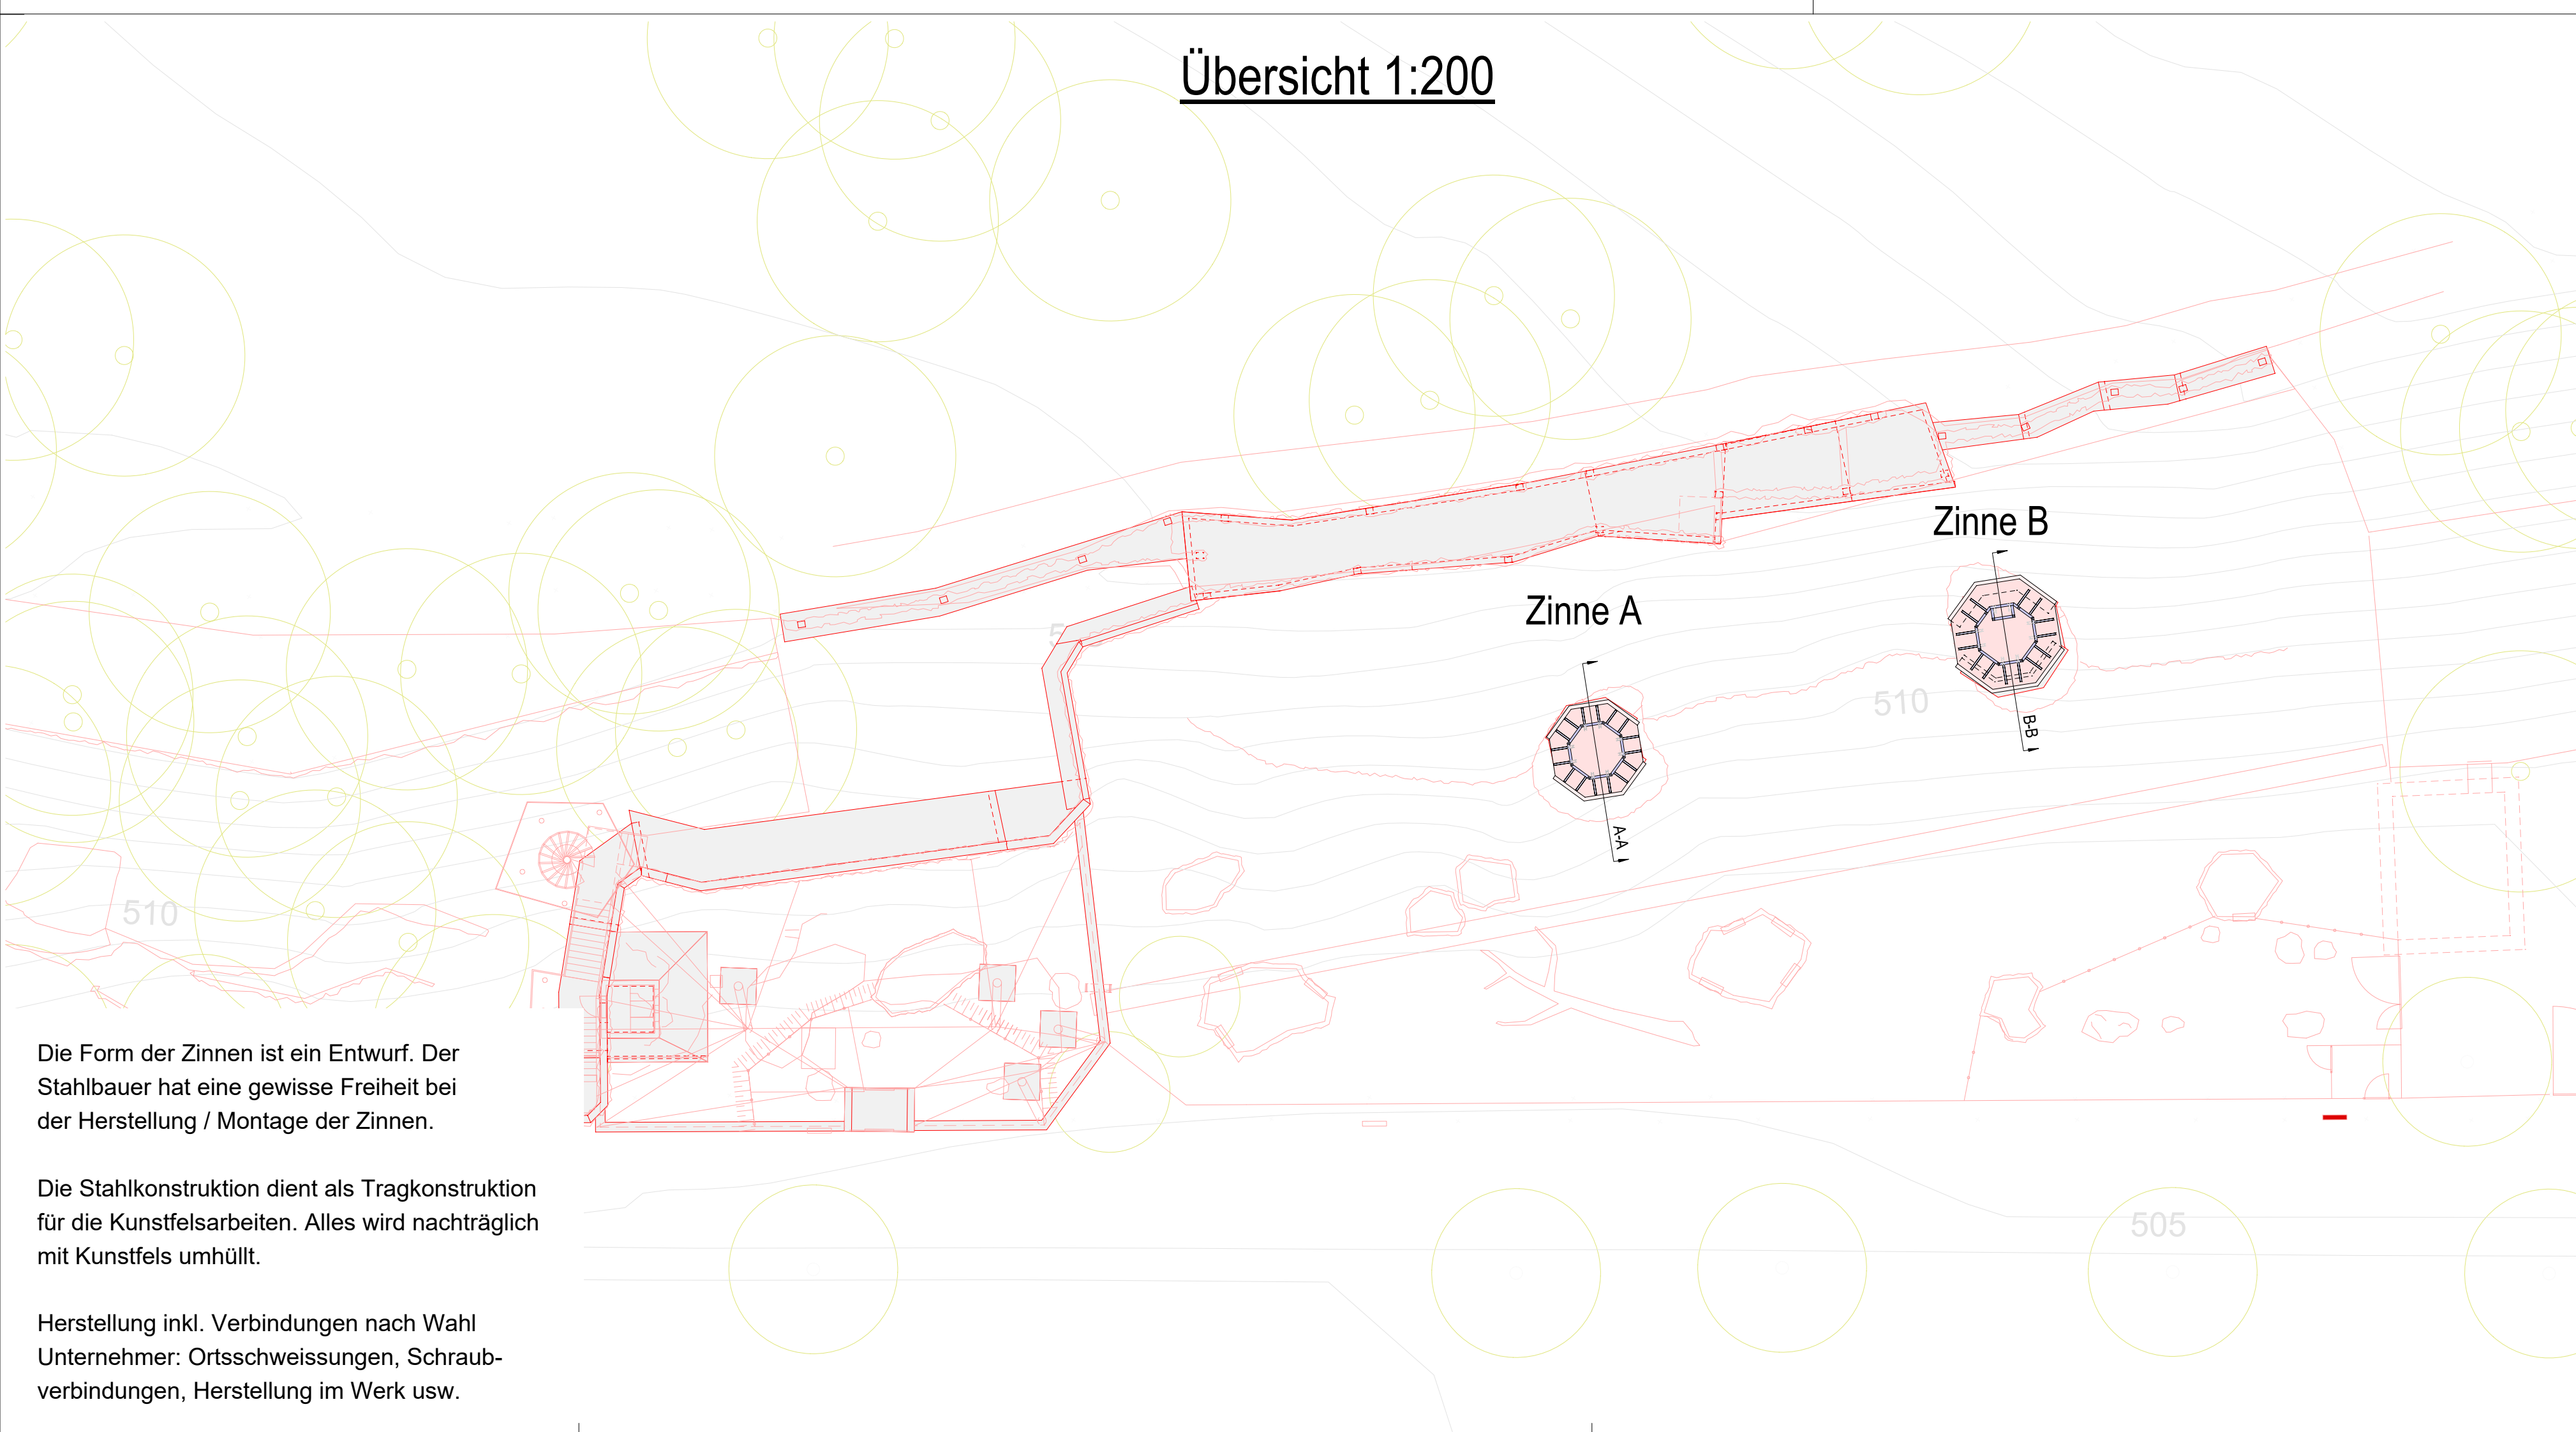 Übersicht 1:200
Zinne B
Zinne A
B-B
510
A-A
510
505
Die Form der Zinnen ist ein Entwurf. Der
Stahlbauer hat eine gewisse Freiheit bei
der Herstellung / Montage der Zinnen.
Die Stahlkonstruktion dient als Tragkonstruktion
für die Kunstfelsarbeiten. Alles wird nachträglich
mit Kunstfels umhüllt.
Herstellung inkl. Verbindungen nach Wahl
Unternehmer: Ortsschweissungen, Schraub-
verbindungen, Herstellung im Werk usw.